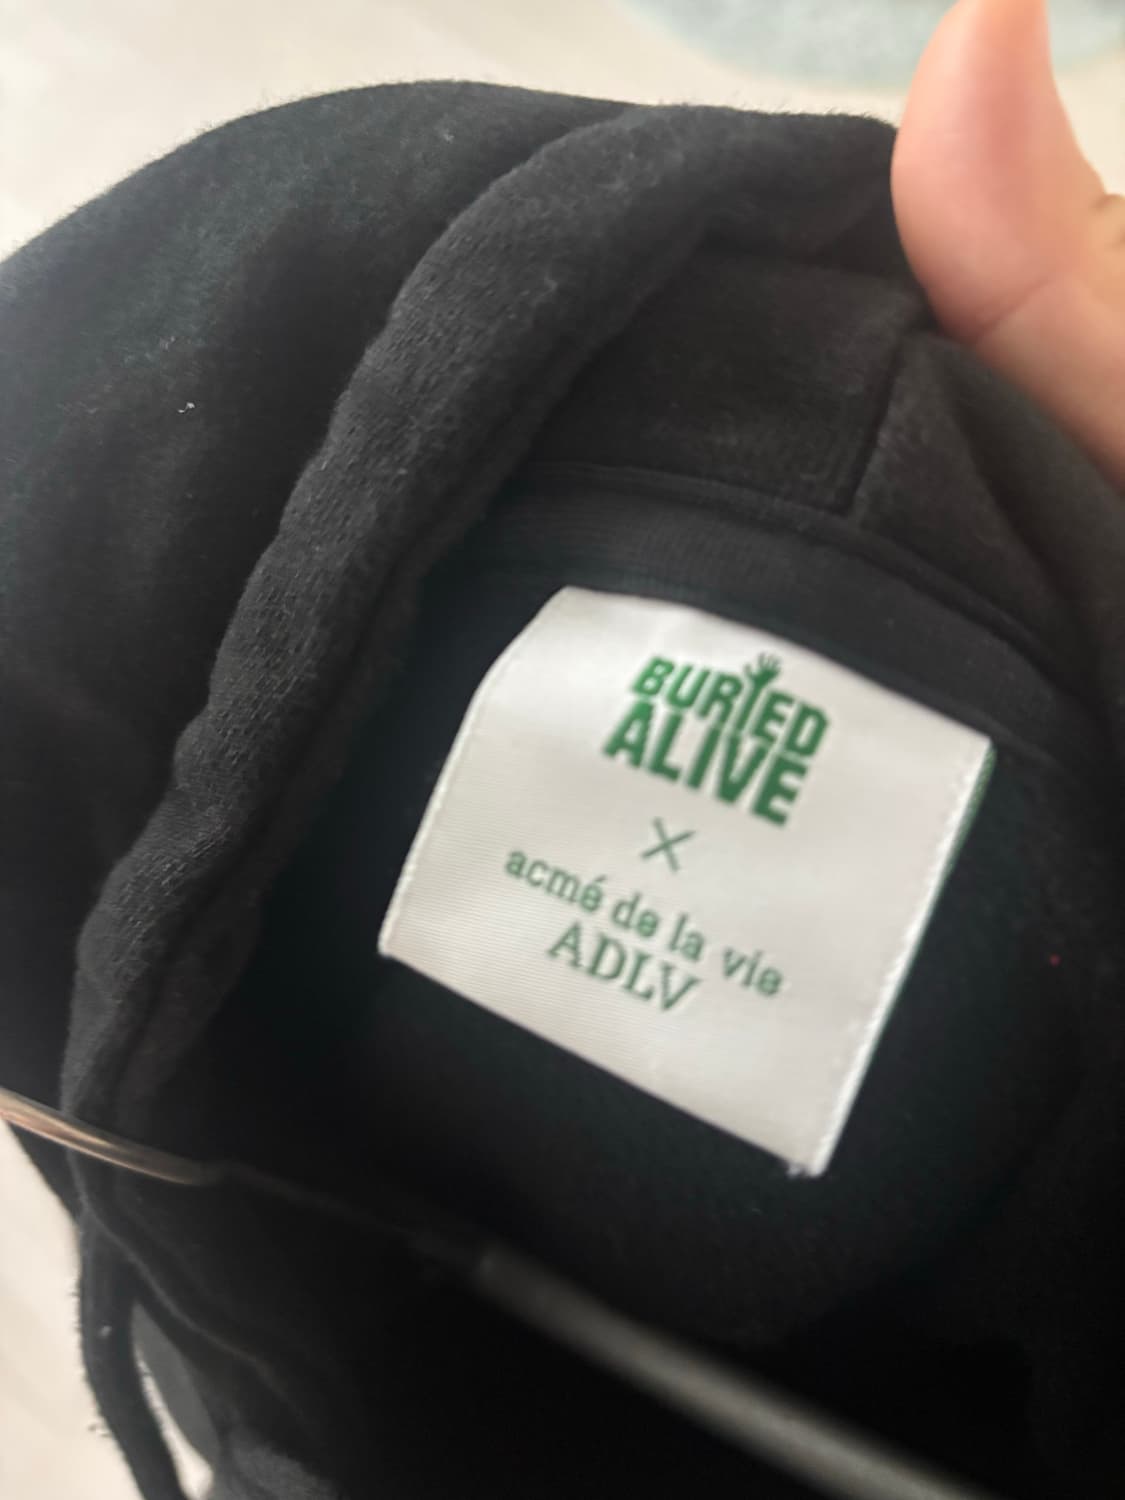 BURIED
ALIVE
X
acmé de la vie
ADLV